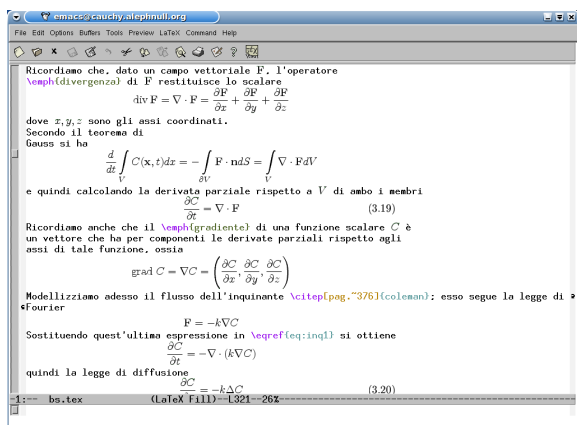 emacs@cauchy.alephnull.org
File Edit Options Buffers Tools Preview LaTeX Command Help
Ricordiamo che, dato un campo vettoriale F, l'operatore
\emph{divergenza} di F restituisce lo scalare
div F = ∇ · F = ∂F/∂x + ∂F/∂y + ∂F/∂z
dove x, y, z sono gli assi coordinati.
Secondo il teorema di
Gauss si ha
d/dt ∫_V C(x, t)dx = − ∫_∂V F · ndS = ∫_V ∇ · FdV
e quindi calcolando la derivata parziale rispetto a V di ambo i membri
∂C/∂t = ∇ · F (3.19)
Ricordiamo anche che il \emph{gradiente} di una funzione scalare C è
un vettore che ha per componenti le derivate parziali rispetto agli
assi di tale funzione, ossia
grad C = ∇C = (∂C/∂x, ∂C/∂y, ∂C/∂z)
Modellizziamo adesso il flusso dell'inquinante \citep[pag.~376]{coleman}; esso segue la legge di
Fourier
F = −k∇C
Sostituendo quest'ultima espressione in \eqref{eq:inq1} si ottiene
∂C/∂t = −∇ · (k∇C)
quindi la legge di diffusione
∂C/∂t = −kΔC (3.20)
-1:-- bs.tex (LaTeX Fill)--L321--26%--------